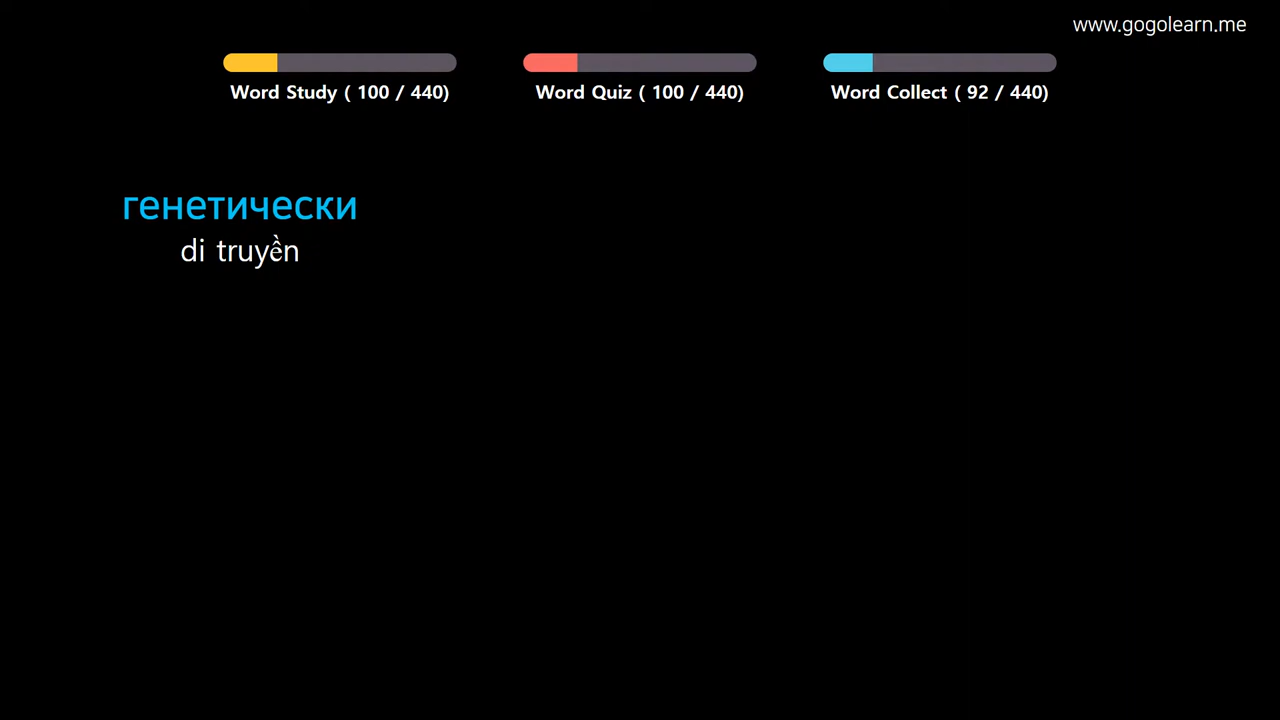 www.gogolearn.me
Word Study ( 100 / 440)
Word Quiz ( 100 / 440)
Word Collect ( 92 / 440)
генетически
di truyền